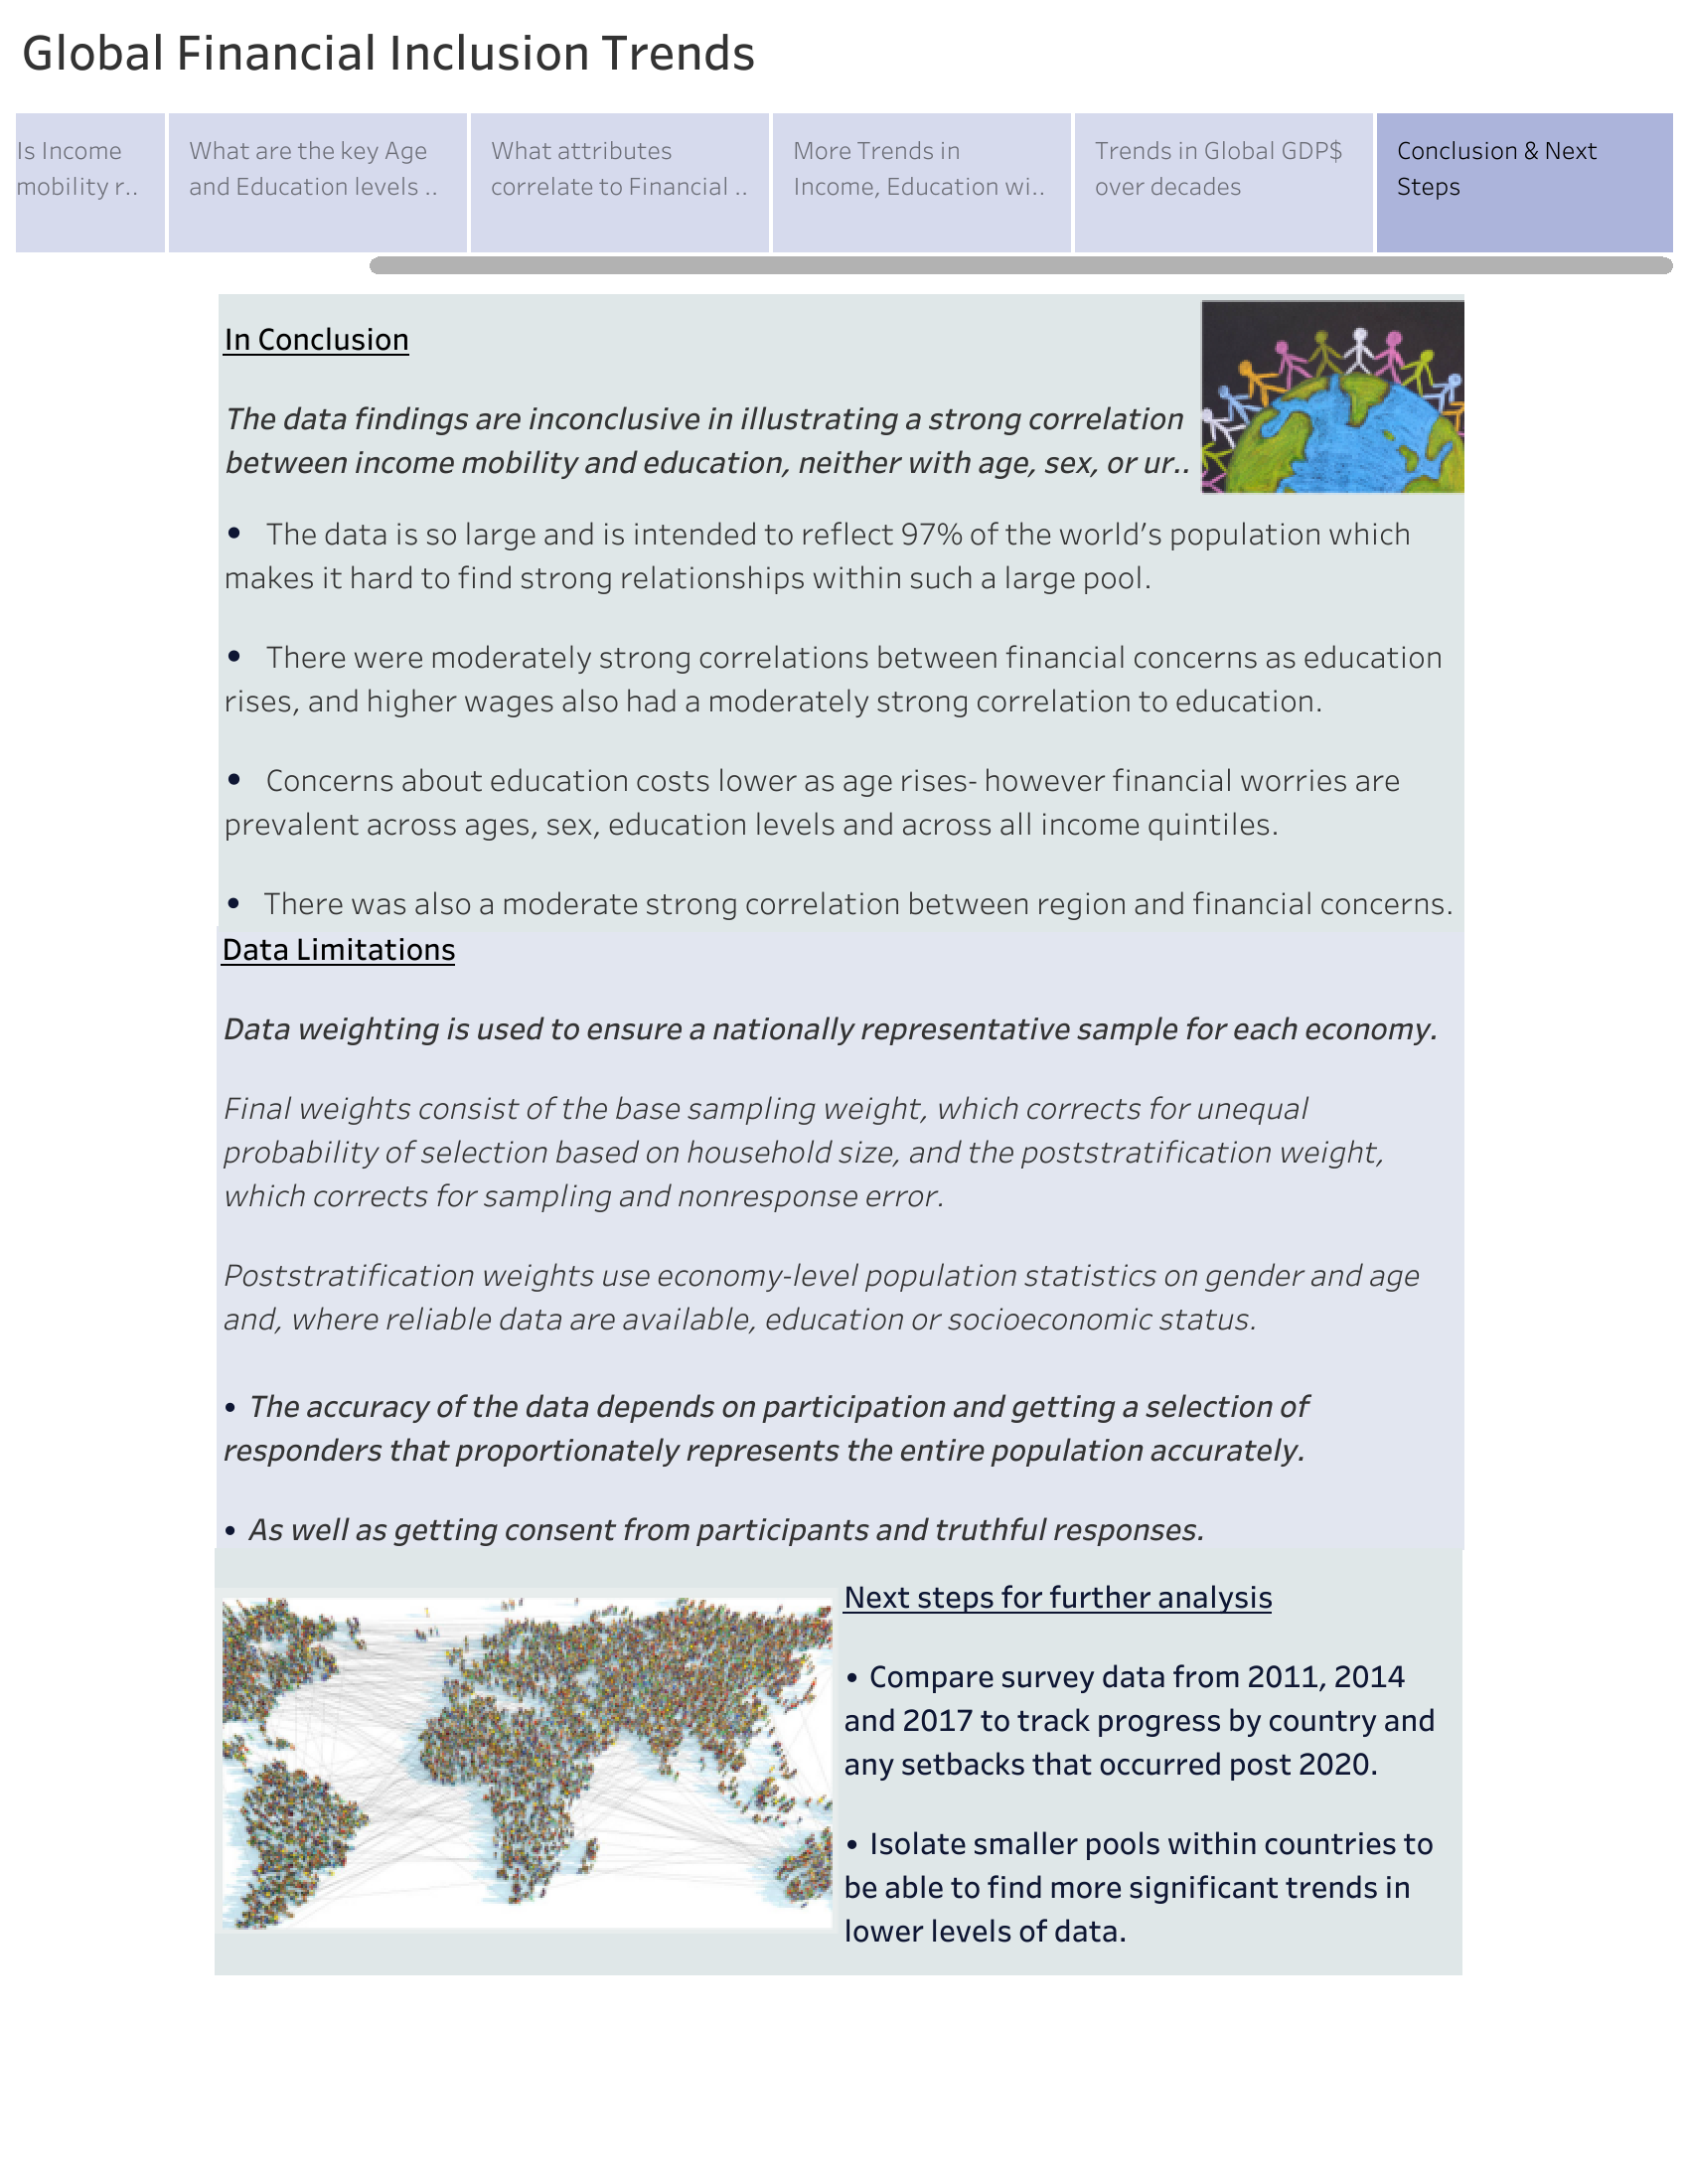 Global Financial Inclusion Trends
Is Income
mobility r..
What are the key Age
and Education levels ..
What attributes
correlate to Financial ..
More Trends in
Income, Education wi..
Trends in Global GDP$
over decades
Conclusion & Next
Steps
In Conclusion
The data findings are inconclusive in illustrating a strong correlation
between income mobility and education, neither with age, sex, or ur..
• The data is so large and is intended to reflect 97% of the world's population which
makes it hard to find strong relationships within such a large pool.
• There were moderately strong correlations between financial concerns as education
rises, and higher wages also had a moderately strong correlation to education.
• Concerns about education costs lower as age rises- however financial worries are
prevalent across ages, sex, education levels and across all income quintiles.
• There was also a moderate strong correlation between region and financial concerns.
Data Limitations
Data weighting is used to ensure a nationally representative sample for each economy.
Final weights consist of the base sampling weight, which corrects for unequal
probability of selection based on household size, and the poststratification weight,
which corrects for sampling and nonresponse error.
Poststratification weights use economy-level population statistics on gender and age
and, where reliable data are available, education or socioeconomic status.
• The accuracy of the data depends on participation and getting a selection of
responders that proportionately represents the entire population accurately.
• As well as getting consent from participants and truthful responses.
Next steps for further analysis
• Compare survey data from 2011, 2014
and 2017 to track progress by country and
any setbacks that occurred post 2020.
• Isolate smaller pools within countries to
be able to find more significant trends in
lower levels of data.